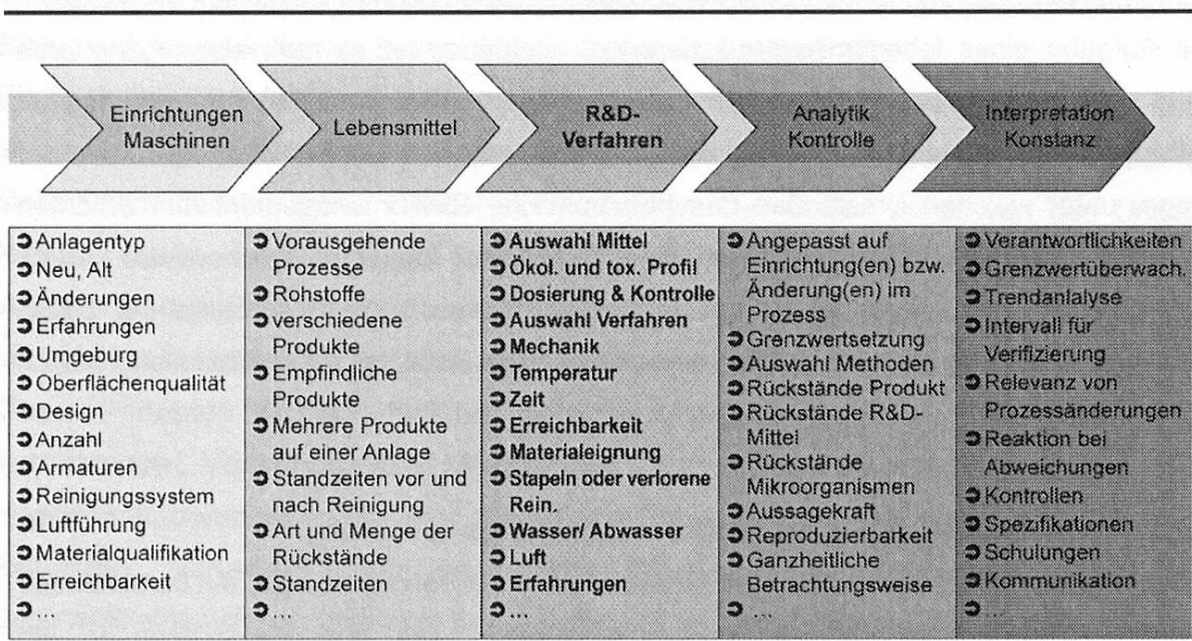 Einrichtungen
Maschinen
Lebensmittel
R&D-
Verfahren
Analytik
Kontrolle
Interpretation
Konstanz
➲Anlagentyp
➲Neu, Alt
➲Änderungen
➲Erfahrungen
➲Umgeburg
➲Oberflächenqualität
➲Design
➲Anzahl
➲Armaturen
➲Reinigungssystem
➲Luftführung
➲Materialqualifikation
➲Erreichbarkeit
➲...
➲Vorausgehende
Prozesse
➲Rohstoffe
➲verschiedene
Produkte
➲Empfindliche
Produkte
➲Mehrere Produkte
auf einer Anlage
➲Standzeiten vor und
nach Reinigung
➲Art und Menge der
Rückstände
➲Standzeiten
➲...
➲Auswahl Mittel
➲Ökol. und tox. Profil
➲Dosierung & Kontrolle
➲Auswahl Verfahren
➲Mechanik
➲Temperatur
➲Zeit
➲Erreichbarkeit
➲Materialeignung
➲Stapeln oder verlorene
Rein.
➲Wasser/ Abwasser
➲Luft
➲Erfahrungen
➲...
➲Angepasst auf
Einrichtung(en) bzw.
Änderung(en) im
Prozess
➲Grenzwertsetzung
➲Auswahl Methoden
➲Rückstände Produkt
➲Rückstände R&D-
Mittel
➲Rückstände
Mikroorganismen
➲Aussagekraft
➲Reproduzierbarkeit
➲Ganzheitliche
Betrachtungsweise
➲...
➲Verantwortlichkeiten
➲Grenzwertüberwach.
➲Trendanlalyse
➲Intervall für
Verifizierung
➲Relevanz von
Prozessänderungen
➲Reaktion bei
Abweichungen
➲Kontrollen
➲Spezifikationen
➲Schulungen
➲Kommunikation
➲...